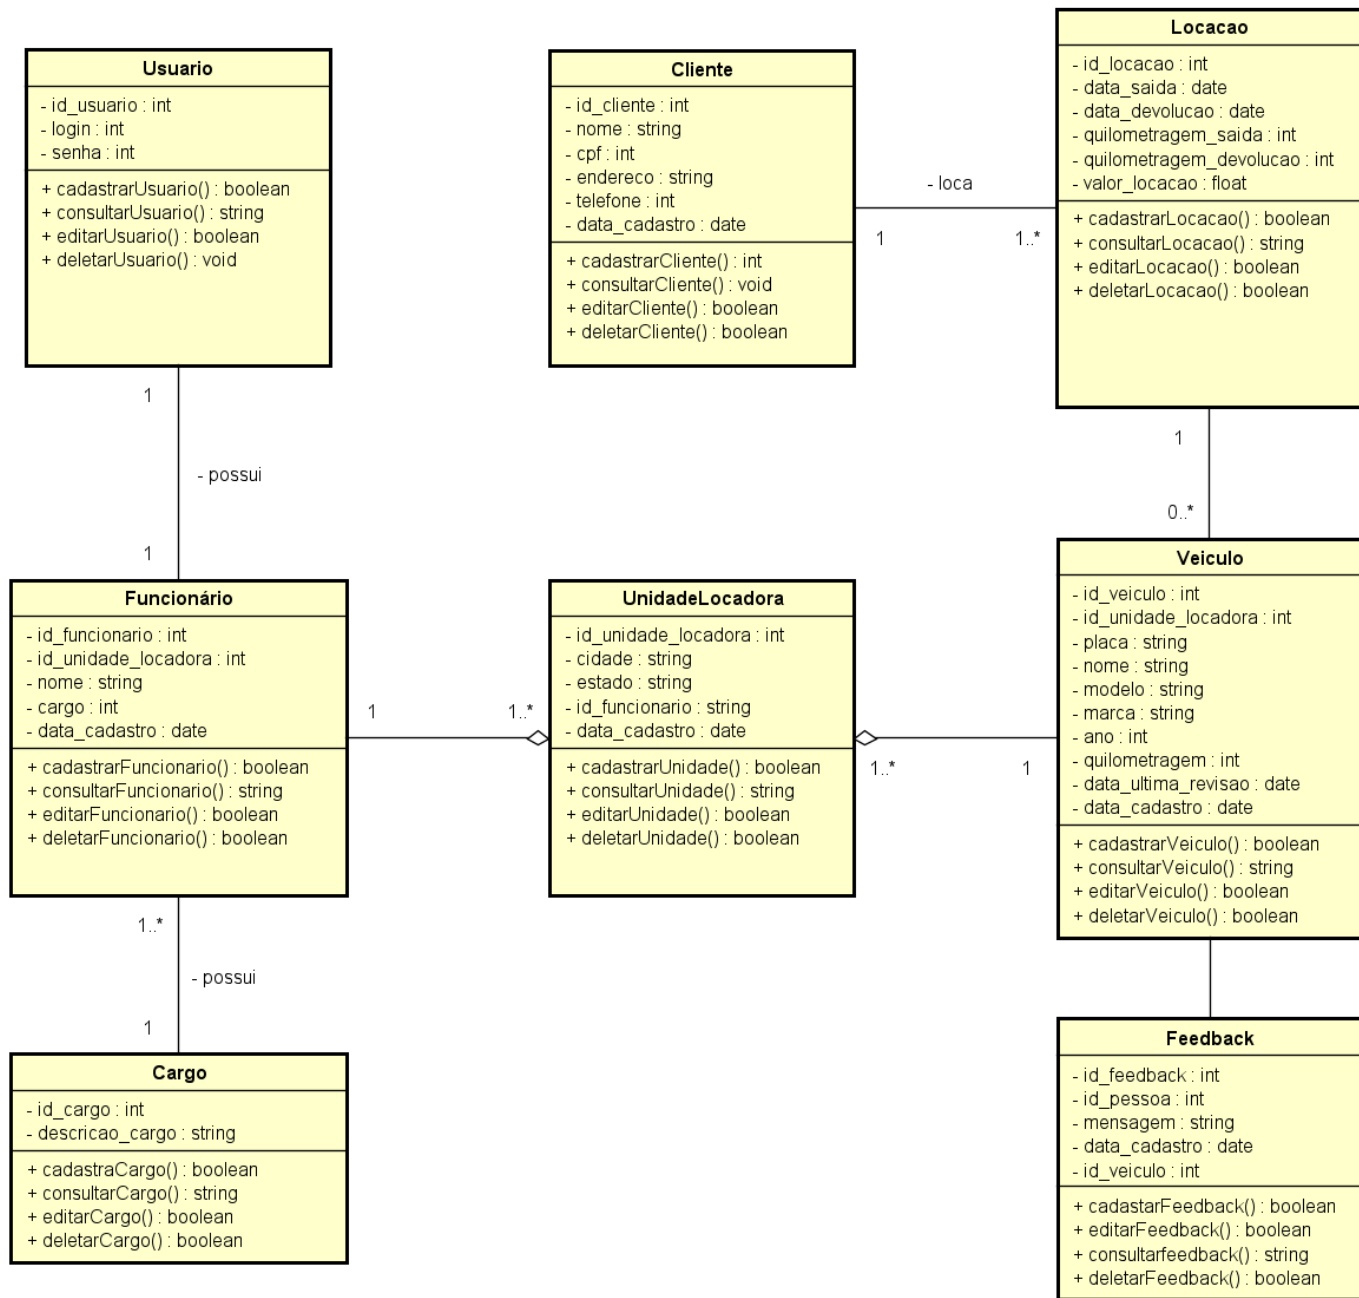 Usuario
- id_usuario : int
- login : int
- senha : int
+ cadastrarUsuario() : boolean
+ consultarUsuario() : string
+ editarUsuario() : boolean
+ deletarUsuario() : void
Cliente
- id_cliente : int
- nome : string
- cpf : int
- endereco : string
- telefone : int
- data_cadastro : date
+ cadastrarCliente() : int
+ consultarCliente() : void
+ editarCliente() : boolean
+ deletarCliente() : boolean
- loca
1
1..*
Locacao
- id_locacao : int
- data_saida : date
- data_devolucao : date
- quilometragem_saida : int
- quilometragem_devolucao : int
- valor_locacao : float
+ cadastrarLocacao() : boolean
+ consultarLocacao() : string
+ editarLocacao() : boolean
+ deletarLocacao() : boolean
1
- possui
1
1
0..*
Funcionário
- id_funcionario : int
- id_unidade_locadora : int
- nome : string
- cargo : int
- data_cadastro : date
+ cadastrarFuncionario() : boolean
+ consultarFuncionario() : string
+ editarFuncionario() : boolean
+ deletarFuncionario() : boolean
1
1..*
UnidadeLocadora
- id_unidade_locadora : int
- cidade : string
- estado : string
- id_funcionario : string
- data_cadastro : date
+ cadastrarUnidade() : boolean
+ consultarUnidade() : string
+ editarUnidade() : boolean
+ deletarUnidade() : boolean
1..*
1
Veiculo
- id_veiculo : int
- id_unidade_locadora : int
- placa : string
- nome : string
- modelo : string
- marca : string
- ano : int
- quilometragem : int
- data_ultima_revisao : date
- data_cadastro : date
+ cadastrarVeiculo() : boolean
+ consultarVeiculo() : string
+ editarVeiculo() : boolean
+ deletarVeiculo() : boolean
1..*
- possui
1
Cargo
- id_cargo : int
- descricao_cargo : string
+ cadastraCargo() : boolean
+ consultarCargo() : string
+ editarCargo() : boolean
+ deletarCargo() : boolean
Feedback
- id_feedback : int
- id_pessoa : int
- mensagem : string
- data_cadastro : date
- id_veiculo : int
+ cadastarFeedback() : boolean
+ editarFeedback() : boolean
+ consultarfeedback() : string
+ deletarFeedback() : boolean